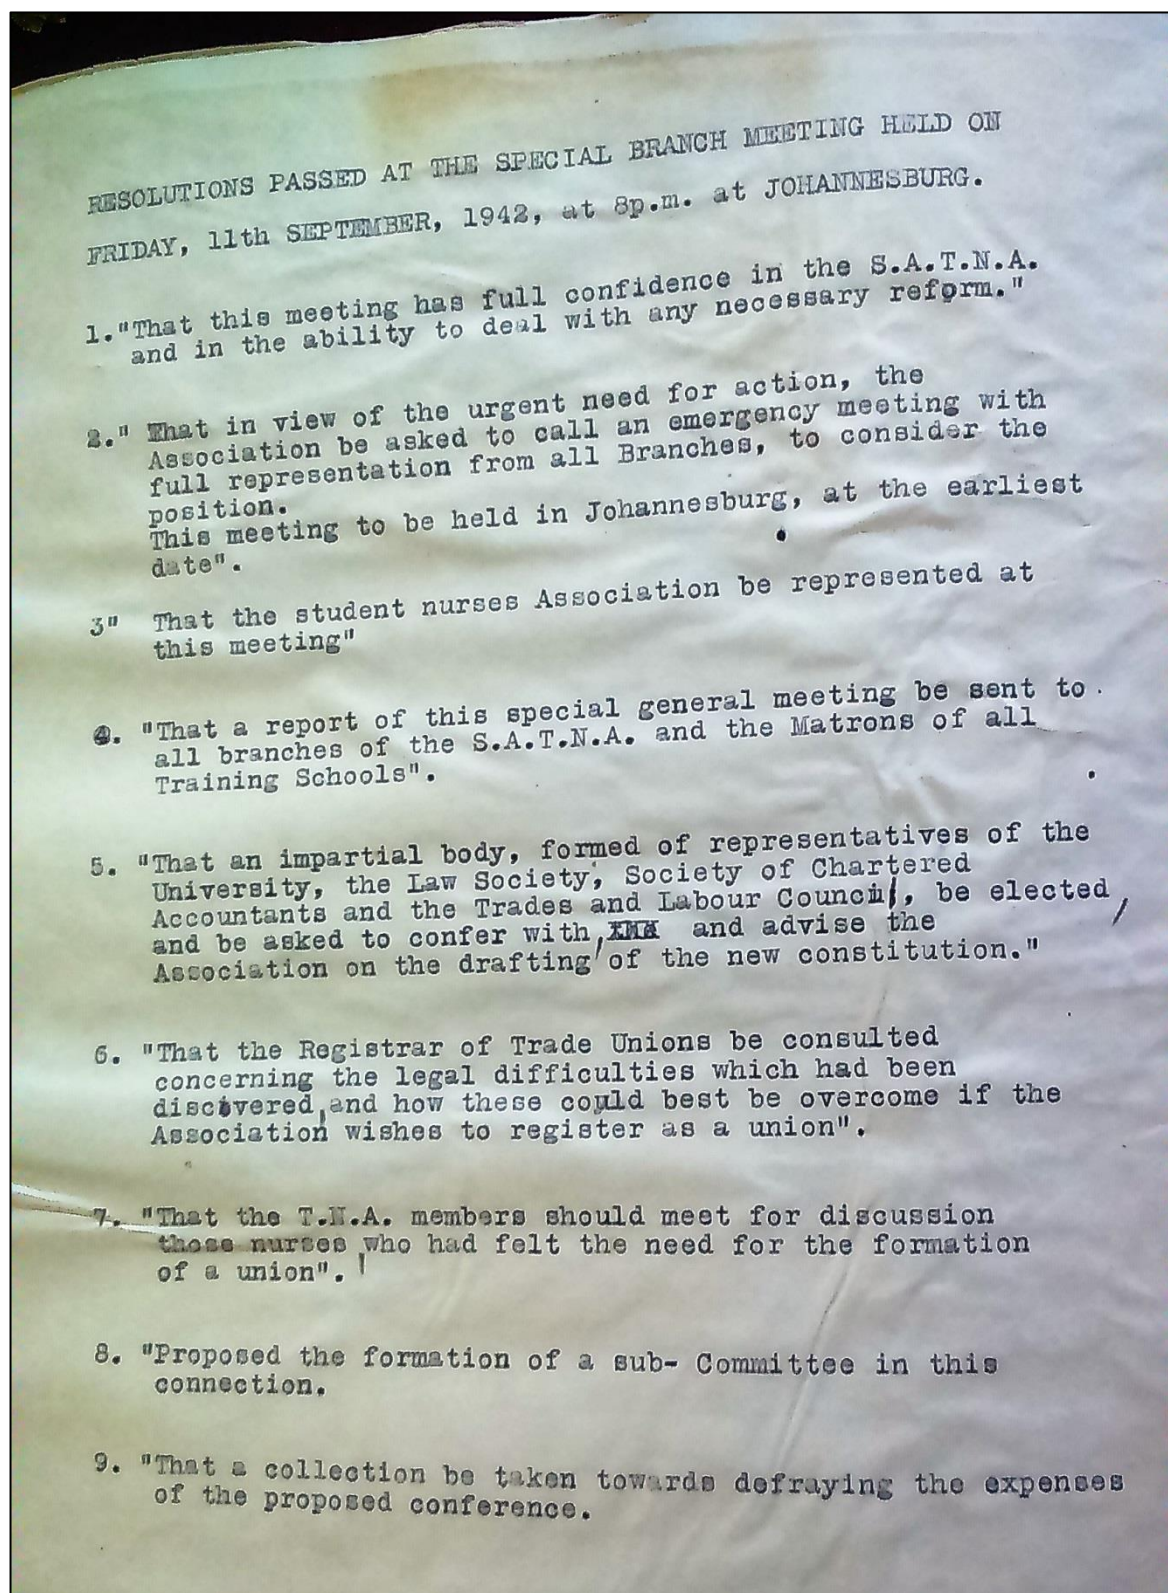 RESOLUTIONS PASSED AT THE SPECIAL BRANCH MEETING HELD ON
FRIDAY, 11th SEPTEMBER, 1942, at 8p.m. at JOHANNESBURG.
1."That this meeting has full confidence in the S.A.T.N.A.
and in the ability to deal with any necessary reform."
2." That in view of the urgent need for action, the
Association be asked to call an emergency meeting with
full representation from all Branches, to consider the
position.
This meeting to be held in Johannesburg, at the earliest
date".
3" That the student nurses Association be represented at
this meeting"
4. "That a report of this special general meeting be sent to
all branches of the S.A.T.N.A. and the Matrons of all
Training Schools".
5. "That an impartial body, formed of representatives of the
University, the Law Society, Society of Chartered
Accountants and the Trades and Labour Council, be elected,
and be asked to confer with, and advise the
Association on the drafting of the new constitution."
6. "That the Registrar of Trade Unions be consulted
concerning the legal difficulties which had been
discovered, and how these could best be overcome if the
Association wishes to register as a union".
7. "That the T.N.A. members should meet for discussion
those nurses who had felt the need for the formation
of a union".
8. "Proposed the formation of a sub- Committee in this
connection.
9. "That a collection be taken towards defraying the expenses
of the proposed conference.